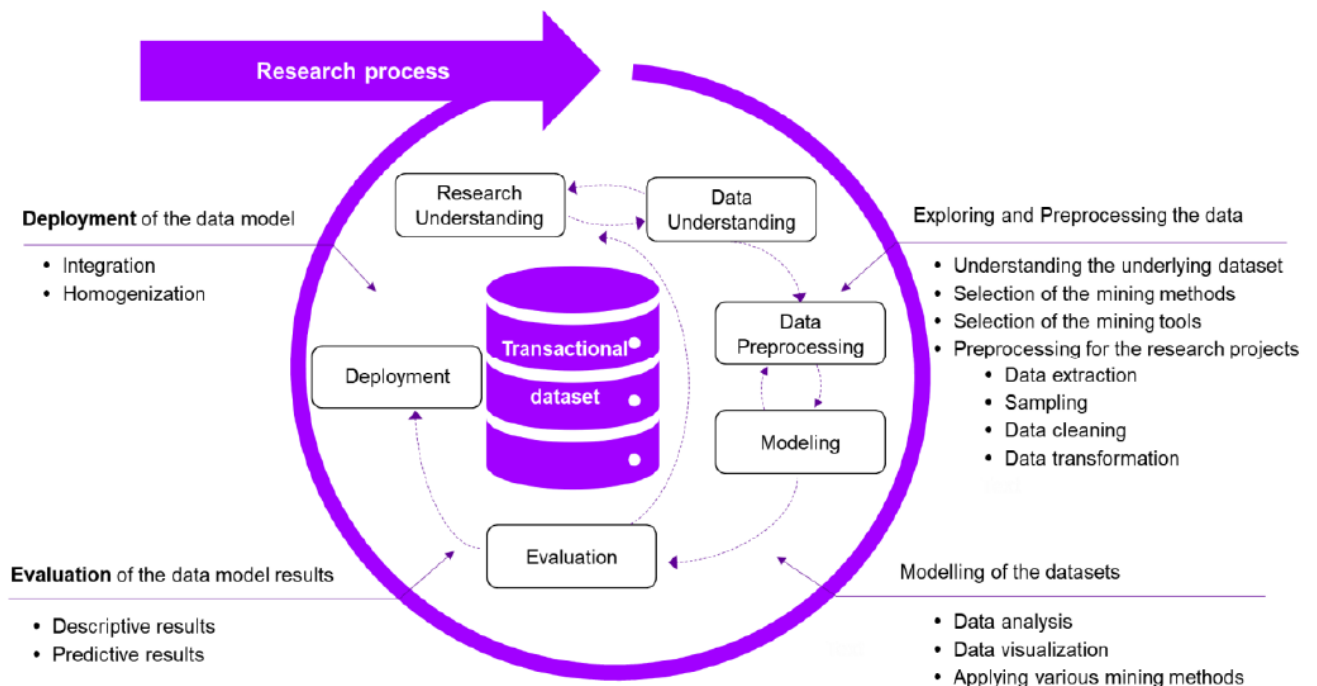 Research process
Research
Understanding
Data
Understanding
Deployment of the data model
• Integration
• Homogenization
Exploring and Preprocessing the data
• Understanding the underlying dataset
• Selection of the mining methods
• Selection of the mining tools
• Preprocessing for the research projects
• Data extraction
• Sampling
• Data cleaning
• Data transformation
Data
Preprocessing
Transactional
dataset
Deployment
Modeling
Evaluation
Evaluation of the data model results
• Descriptive results
• Predictive results
Modelling of the datasets
• Data analysis
• Data visualization
• Applying various mining methods